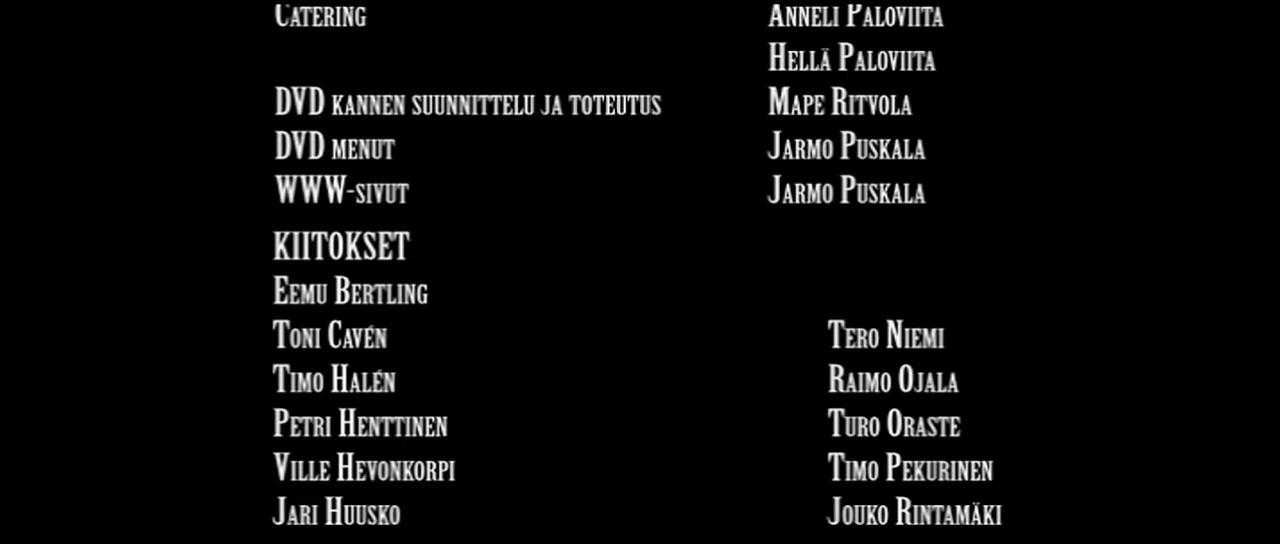 Catering Anneli Paloviita
Hellä Paloviita
DVD kannen suunnittelu ja toteutus Mape Ritvola
DVD menut Jarmo Puskala
WWW-sivut Jarmo Puskala
KIITOKSET
Eemu Bertling
Toni Cavén Tero Niemi
Timo Halén Raimo Ojala
Petri Henttinen Turo Oraste
Ville Hevonkorpi Timo Pekurinen
Jari Huusko Jouko Rintamäki